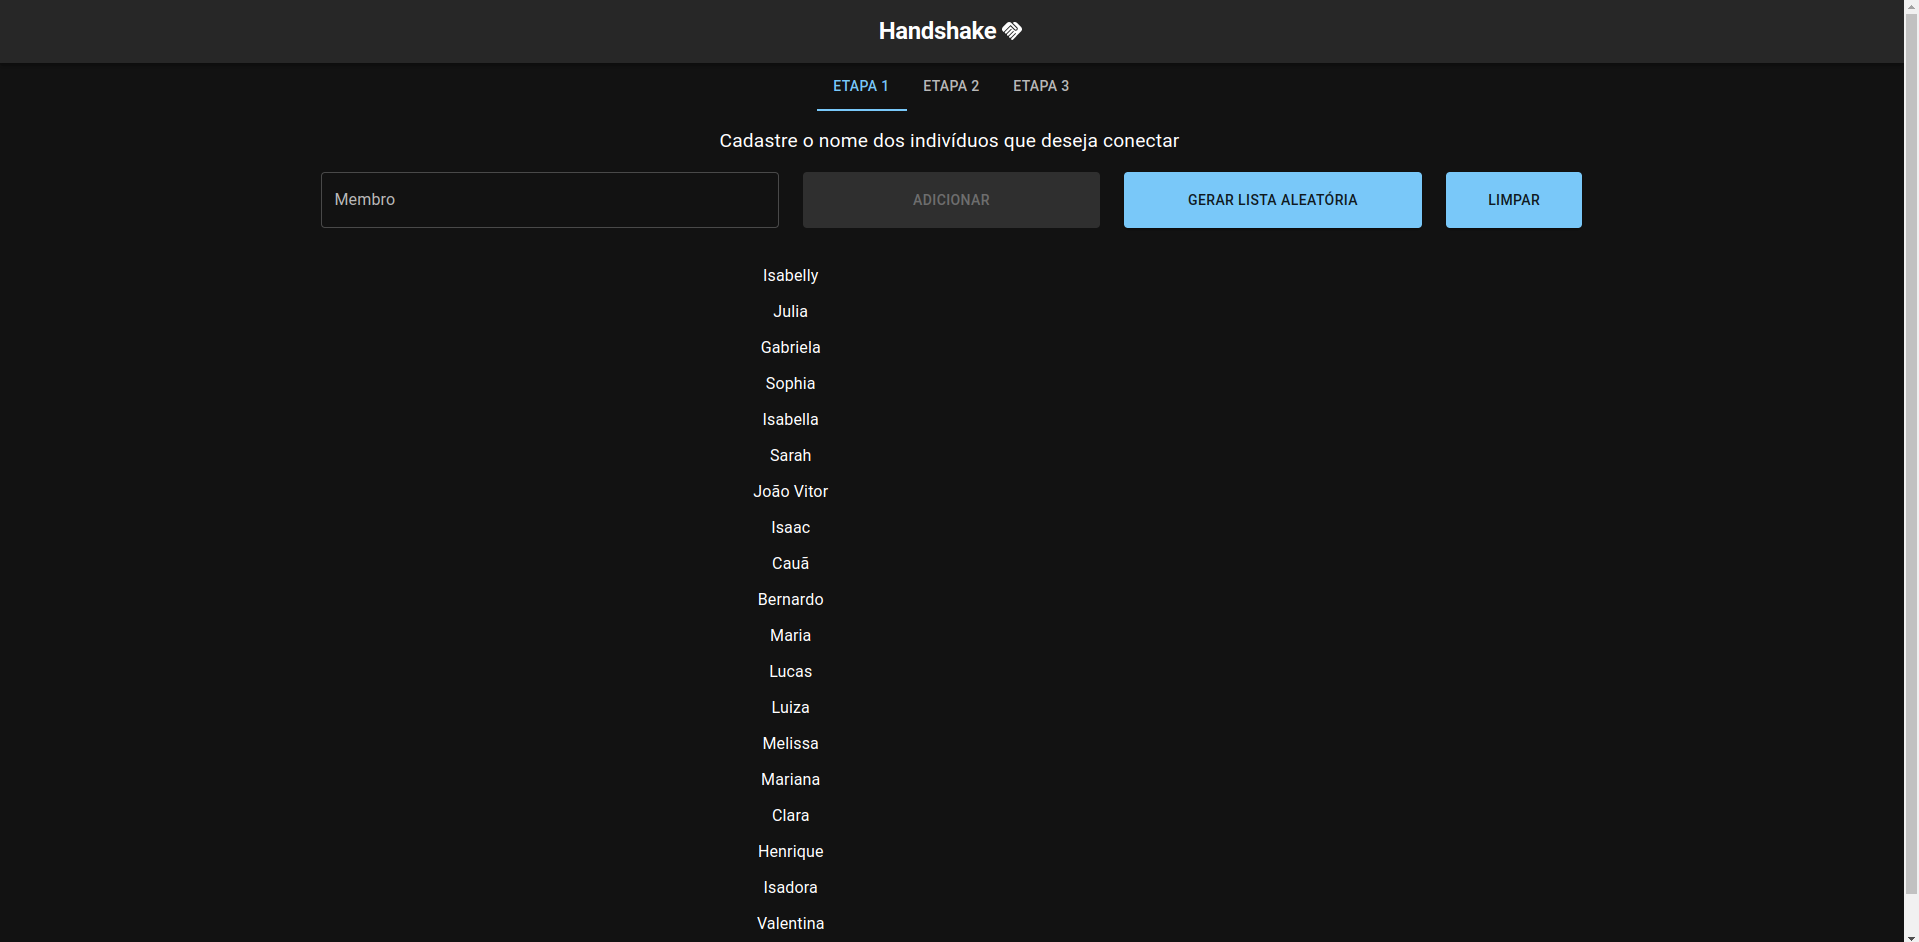 Handshake
ETAPA 1 ETAPA 2 ETAPA 3
Cadastre o nome dos indivíduos que deseja conectar
Membro ADICIONAR GERAR LISTA ALEATÓRIA LIMPAR
Isabelly
Julia
Gabriela
Sophia
Isabella
Sarah
João Vitor
Isaac
Cauã
Bernardo
Maria
Lucas
Luiza
Melissa
Mariana
Clara
Henrique
Isadora
Valentina